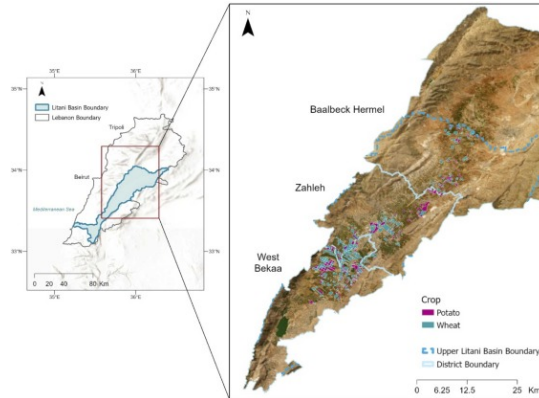 N
35°E 36°E
Litani Basin Boundary
Lebanon Boundary
Tripoli
Beirut
Mediterranean Sea
34°N
33°N
0 20 40 80 Km
N
Baalbeck Hermel
Zahleh
West
Bekaa
Crop
Potato
Wheat
Upper Litani Basin Boundary
District Boundary
0 6.25 12.5 25
Km